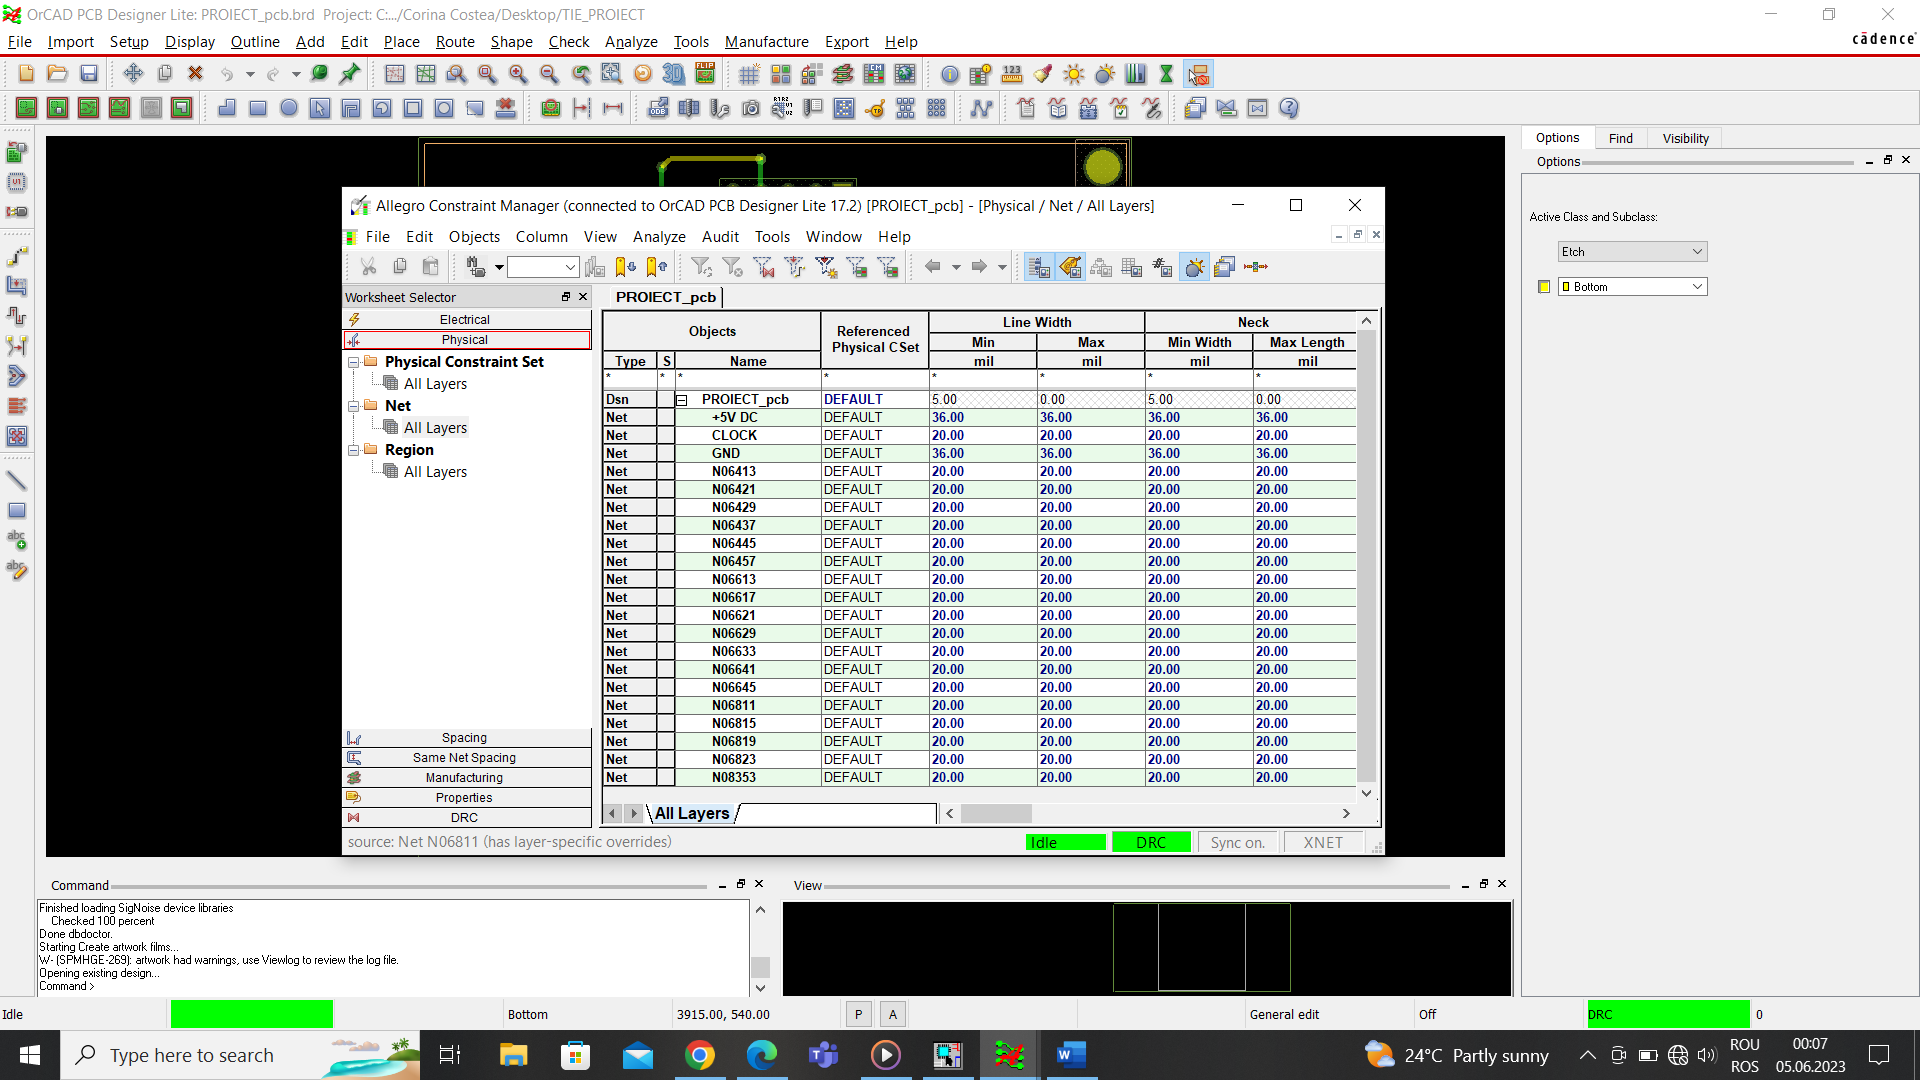 OrCAD PCB Designer Lite: PROIECT_pcb.brd  Project: C:.../Corina Costea/Desktop/TIE_PROIECT
File Import Setup Display Outline Add Edit Place Route Shape Check Analyze Tools Manufacture Export Help
cādence
Options Find Visibility
Options
Active Class and Subclass:
Etch
Bottom
Allegro Constraint Manager (connected to OrCAD PCB Designer Lite 17.2) [PROIECT_pcb] - [Physical / Net / All Layers]
File Edit Objects Column View Analyze Audit Tools Window Help
Worksheet Selector
Electrical
Physical
Physical Constraint Set
All Layers
Net
All Layers
Region
All Layers
Spacing
Same Net Spacing
Manufacturing
Properties
DRC
PROIECT_pcb
Objects Referenced Physical CSet Line Width Neck
Min Max Min Width Max Length
Type S Name mil mil mil mil
* * * * * * * *
Dsn PROIECT_pcb DEFAULT 5.00 0.00 5.00 0.00
Net +5V DC DEFAULT 36.00 36.00 36.00 36.00
Net CLOCK DEFAULT 20.00 20.00 20.00 20.00
Net GND DEFAULT 36.00 36.00 36.00 36.00
Net N06413 DEFAULT 20.00 20.00 20.00 20.00
Net N06421 DEFAULT 20.00 20.00 20.00 20.00
Net N06429 DEFAULT 20.00 20.00 20.00 20.00
Net N06437 DEFAULT 20.00 20.00 20.00 20.00
Net N06445 DEFAULT 20.00 20.00 20.00 20.00
Net N06457 DEFAULT 20.00 20.00 20.00 20.00
Net N06613 DEFAULT 20.00 20.00 20.00 20.00
Net N06617 DEFAULT 20.00 20.00 20.00 20.00
Net N06621 DEFAULT 20.00 20.00 20.00 20.00
Net N06629 DEFAULT 20.00 20.00 20.00 20.00
Net N06633 DEFAULT 20.00 20.00 20.00 20.00
Net N06641 DEFAULT 20.00 20.00 20.00 20.00
Net N06645 DEFAULT 20.00 20.00 20.00 20.00
Net N06811 DEFAULT 20.00 20.00 20.00 20.00
Net N06815 DEFAULT 20.00 20.00 20.00 20.00
Net N06819 DEFAULT 20.00 20.00 20.00 20.00
Net N06823 DEFAULT 20.00 20.00 20.00 20.00
Net N08353 DEFAULT 20.00 20.00 20.00 20.00
All Layers
source: Net N06811 (has layer-specific overrides)
Idle DRC Sync on. XNET
Command
Finished loading SigNoise device libraries
Checked 100 percent
Done dbdoctor.
Starting Create artwork films...
W- (SPMHGE-269): artwork had warnings, use Viewlog to review the log file.
Opening existing design...
Command >
View
Idle Bottom 3915.00, 540.00 P A General edit Off DRC 0
Type here to search
24°C Partly sunny
ROU
ROS
00:07
05.06.2023